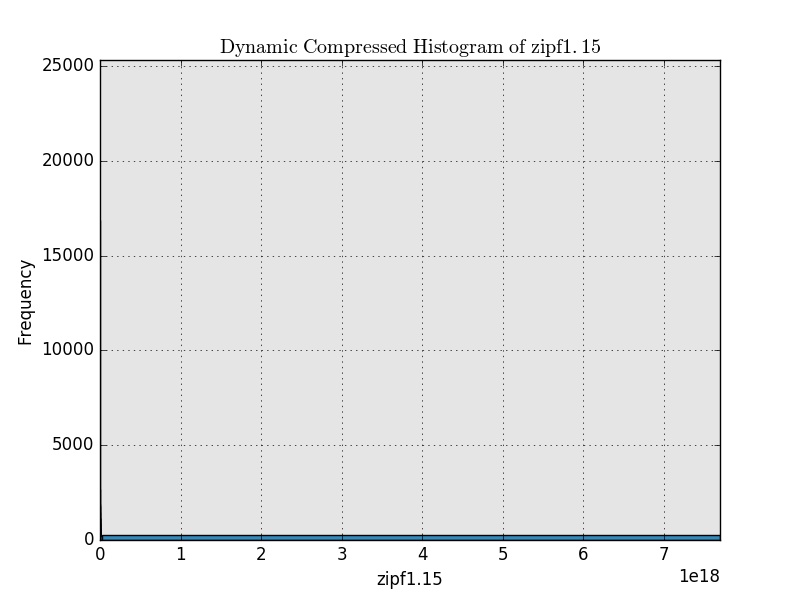 Dynamic Compressed Histogram of zipf1.15
25000
20000
15000
10000
5000
0
Frequency
0 1 2 3 4 5 6 7
1e18
zipf1.15